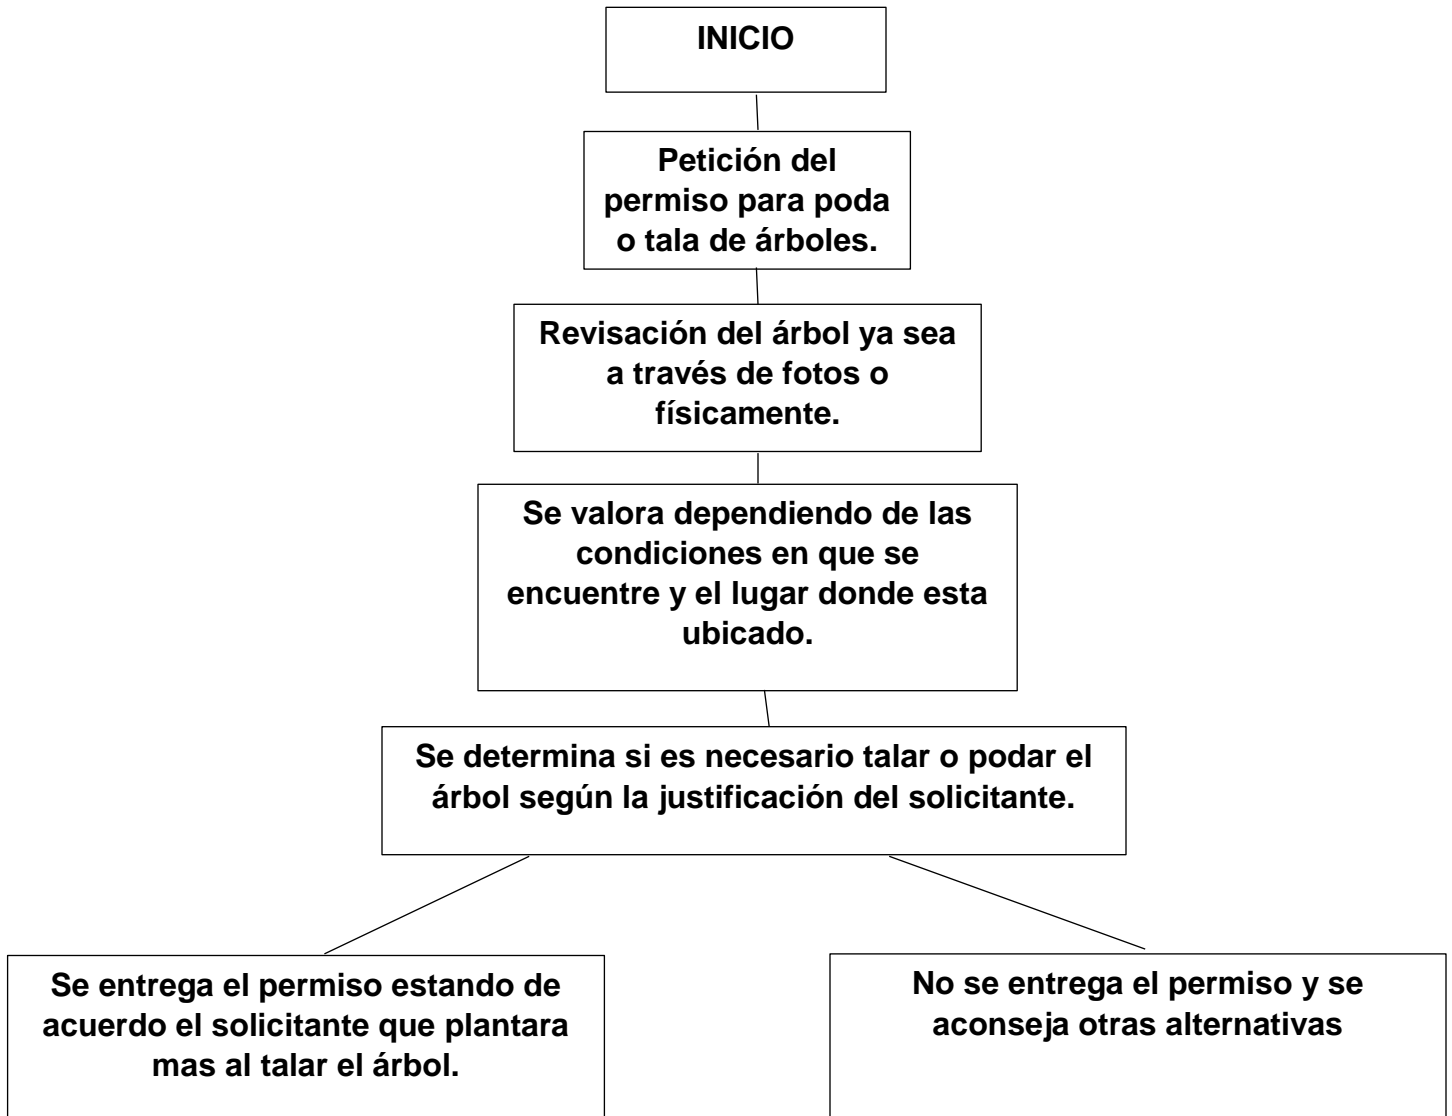 INICIO
Petición del
permiso para poda
o tala de árboles.
Revisación del árbol ya sea
a través de fotos o
físicamente.
Se valora dependiendo de las
condiciones en que se
encuentre y el lugar donde esta
ubicado.
Se determina si es necesario talar o podar el
árbol según la justificación del solicitante.
Se entrega el permiso estando de
acuerdo el solicitante que plantara
mas al talar el árbol.
No se entrega el permiso y se
aconseja otras alternativas